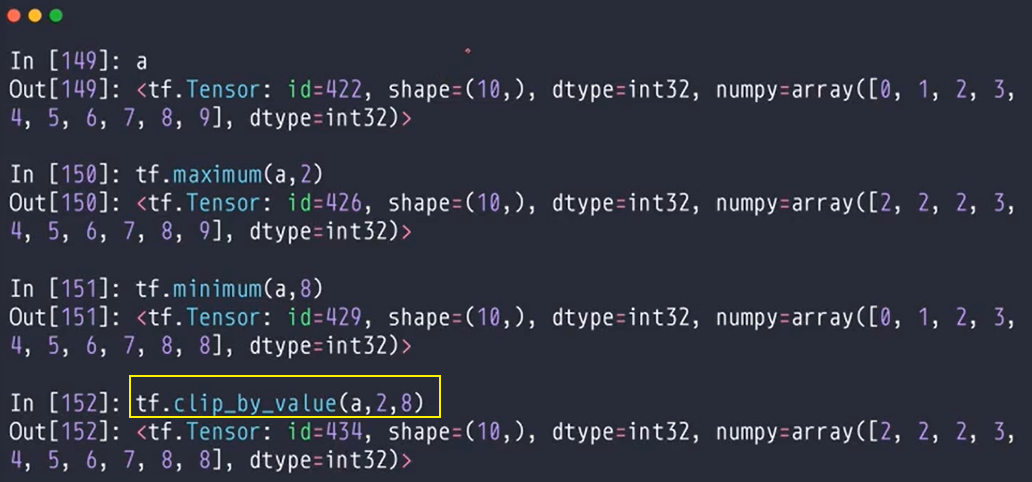 In [149]: a
Out[149]: <tf.Tensor: id=422, shape=(10,), dtype=int32, numpy=array([0, 1, 2, 3,
4, 5, 6, 7, 8, 9], dtype=int32)>
In [150]: tf.maximum(a,2)
Out[150]: <tf.Tensor: id=426, shape=(10,), dtype=int32, numpy=array([2, 2, 2, 3,
4, 5, 6, 7, 8, 9], dtype=int32)>
In [151]: tf.minimum(a,8)
Out[151]: <tf.Tensor: id=429, shape=(10,), dtype=int32, numpy=array([0, 1, 2, 3,
4, 5, 6, 7, 8, 8], dtype=int32)>
In [152]: tf.clip_by_value(a,2,8)
Out[152]: <tf.Tensor: id=434, shape=(10,), dtype=int32, numpy=array([2, 2, 2, 3,
4, 5, 6, 7, 8, 8], dtype=int32)>